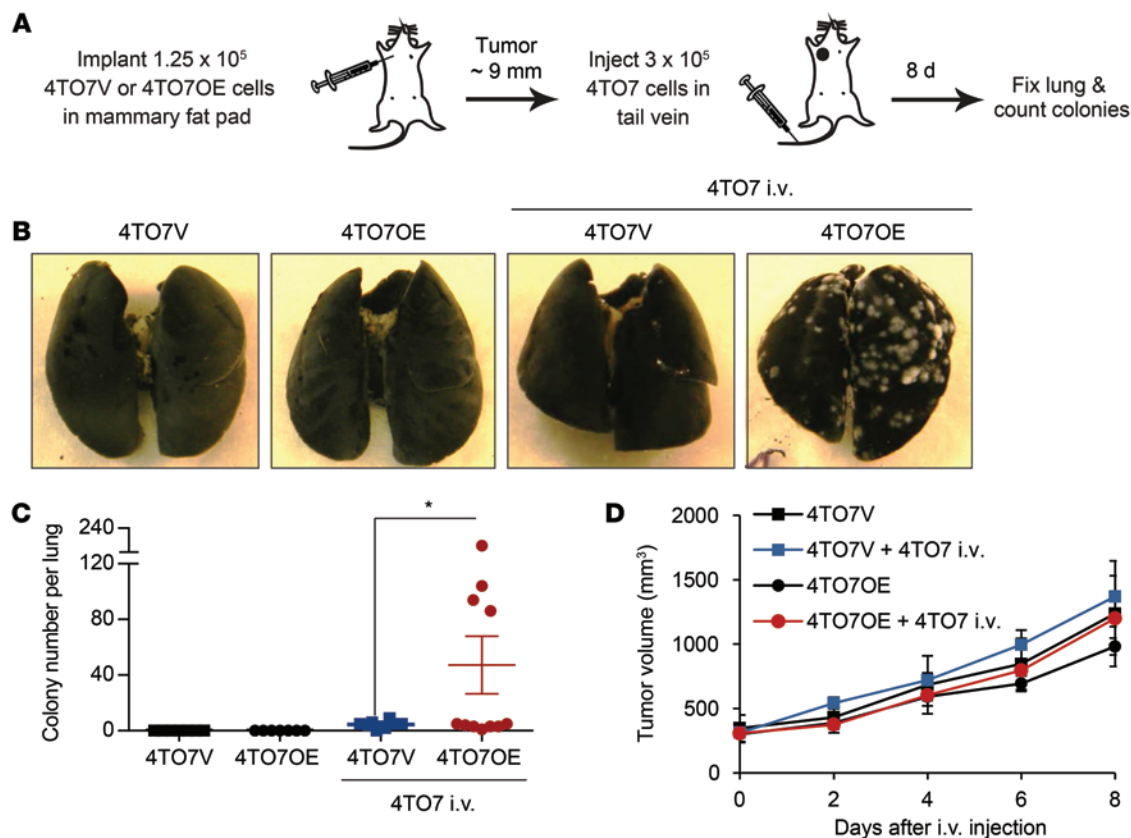 A
Implant 1.25 x 10⁵
4TO7V or 4TO7OE cells
in mammary fat pad
Tumor
~ 9 mm
Inject 3 x 10⁵
4TO7 cells in
tail vein
8 d
Fix lung &
count colonies
4TO7 i.v.
B
4TO7V
4TO7OE
4TO7V
4TO7OE
C
Colony number per lung
240
120
80
40
0
*
4TO7V
4TO7OE
4TO7V
4TO7OE
4TO7 i.v.
D
Tumor volume (mm³)
2000
1500
1000
500
0
4TO7V
4TO7V + 4TO7 i.v.
4TO7OE
4TO7OE + 4TO7 i.v.
0
2
4
6
8
Days after i.v. injection